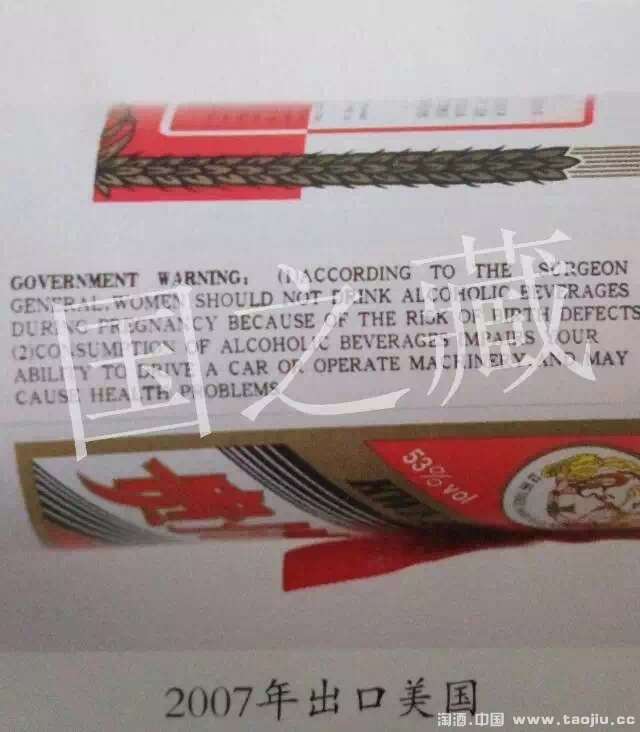 GOVERNMENT WARNING: (1)ACCORDING TO THE SURGEON
GENERAL, WOMEN SHOULD NOT DRINK ALCOHOLIC BEVERAGES
DURING PREGNANCY BECAUSE OF THE RISK OF BIRTH DEFECTS
(2)CONSUMPTION OF ALCOHOLIC BEVERAGES IMPAIRS YOUR
ABILITY TO DRIVE A CAR OR OPERATE MACHINERY, AND MAY
CAUSE HEALTH PROBLEMS
国之藏
53%vol
KWE
2007年出口美国
淘酒.中国 www.taojiu.cc